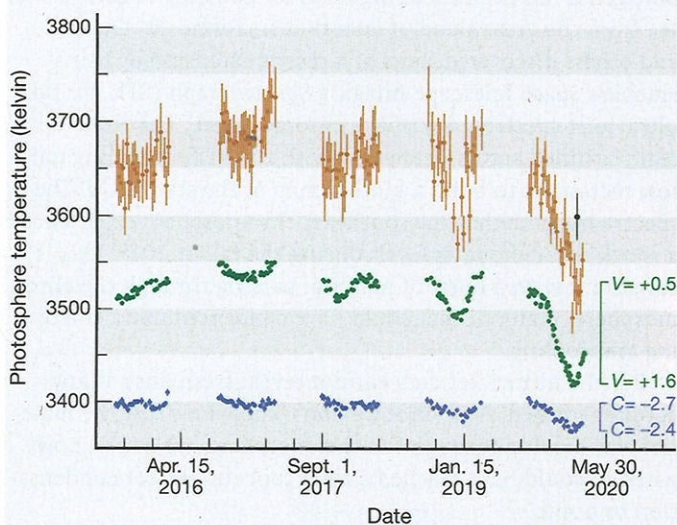 3800
3700
3600
3500
3400
Photosphere temperature (kelvin)
V= +0.5
V= +1.6
C= −2.7
C= −2.4
Apr. 15,
2016
Sept. 1,
2017
Jan. 15,
2019
May 30,
2020
Date